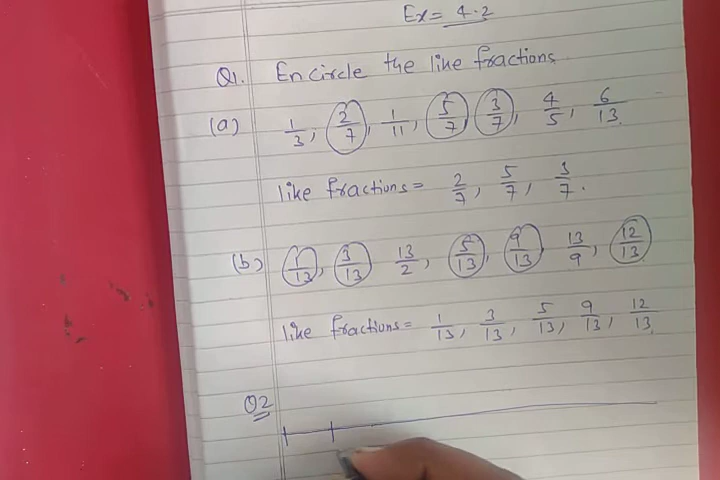 Ex = 4.2
Q1. Encircle the like fractions.
(a) 1/3, 2/7, 1/11, 5/7, 3/7, 4/5, 6/13.
like fractions = 2/7, 5/7, 3/7.
(b) 1/13, 3/13 13/2, 5/13, 9/13 13/9, 12/13
like fractions = 1/13, 3/13, 5/13, 9/13, 12/13
Q2